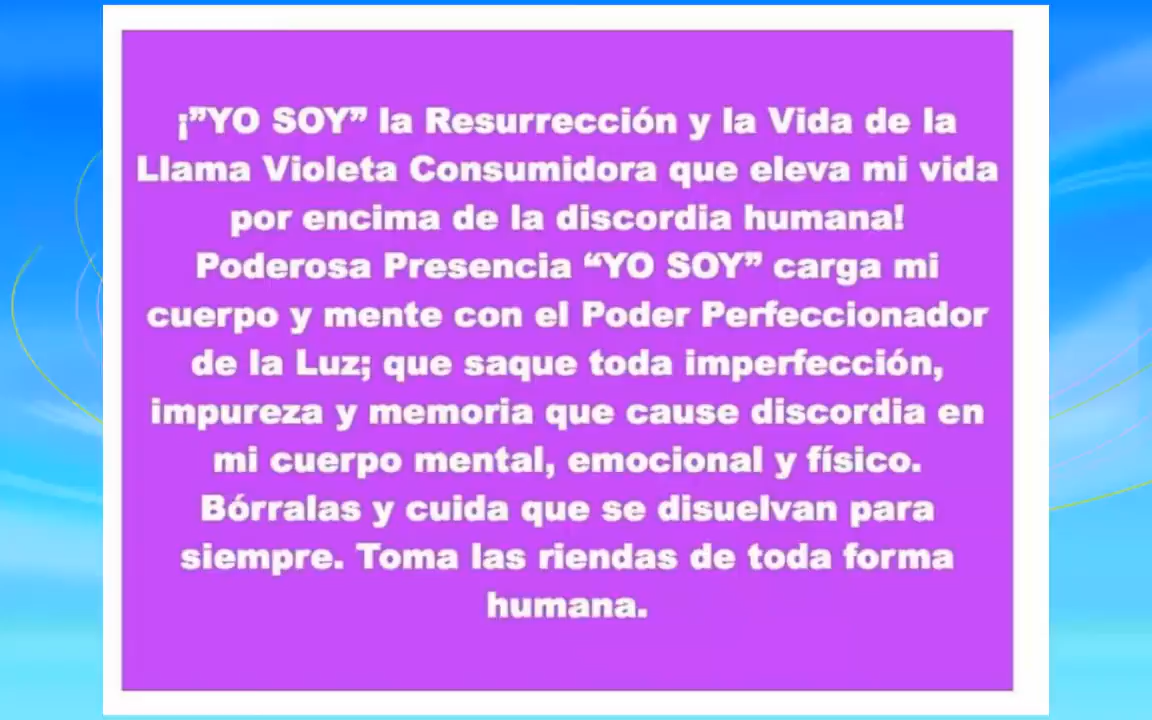 ¡”YO SOY” la Resurrección y la Vida de la
Llama Violeta Consumidora que eleva mi vida
por encima de la discordia humana!
Poderosa Presencia “YO SOY” carga mi
cuerpo y mente con el Poder Perfeccionador
de la Luz; que saque toda imperfección,
impureza y memoria que cause discordia en
mi cuerpo mental, emocional y físico.
Bórralas y cuida que se disuelvan para
siempre. Toma las riendas de toda forma
humana.